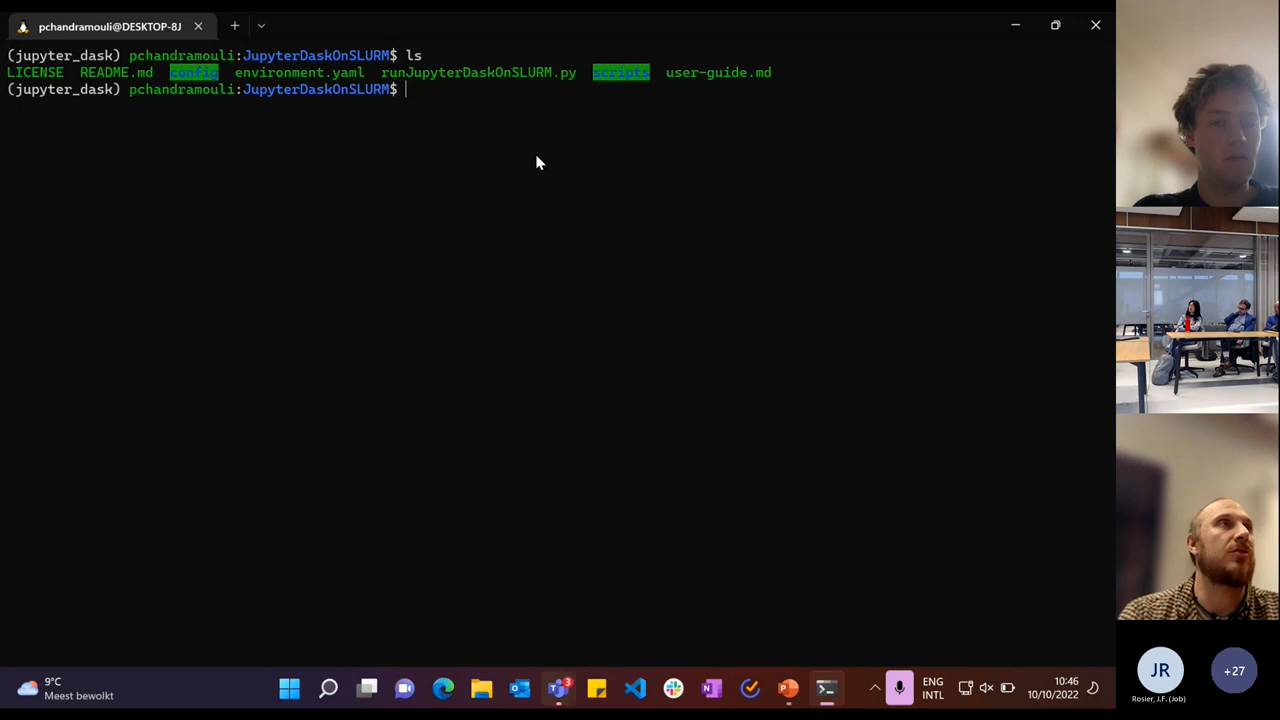 pchandramouli@DESKTOP-8J
(jupyter_dask) pchandramouli:JupyterDaskOnSLURM$ ls
LICENSE README.md config environment.yaml runJupyterDaskOnSLURM.py scripts user-guide.md
(jupyter_dask) pchandramouli:JupyterDaskOnSLURM$
JR
+27
Rosier, J.F. (Job)
9°C
Meest bewolkt
3
ENG
INTL
10:46
10/10/2022